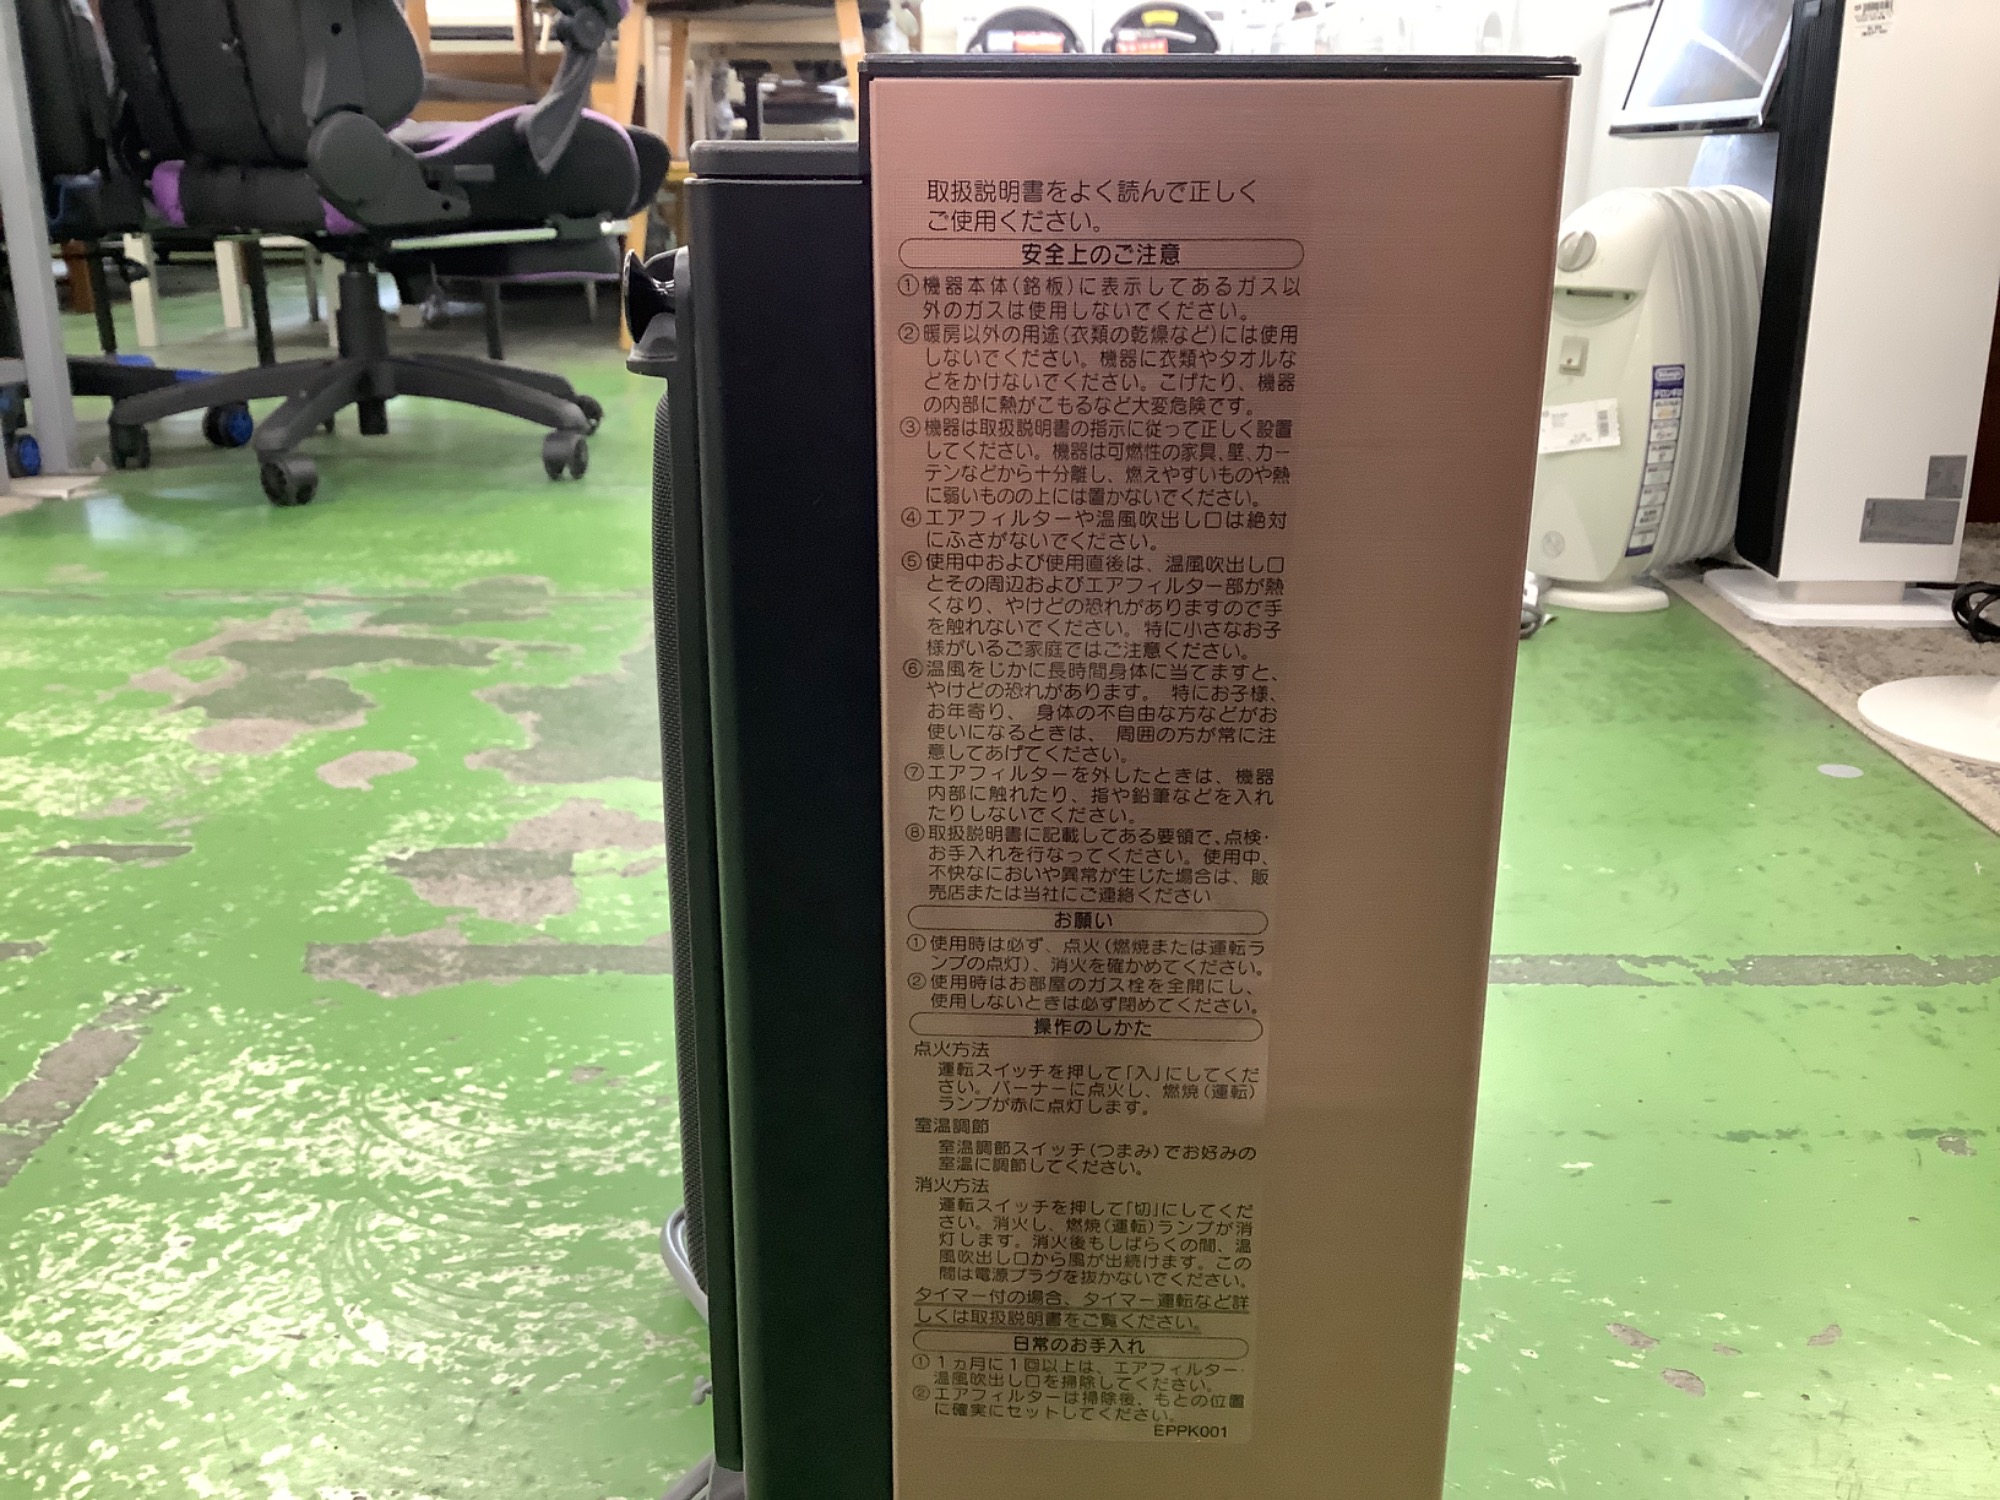 取扱説明書をよく読んで正しく
ご使用ください。
安全上のご注意
①機器本体(銘板)に表示してあるガス以
外のガスは使用しないでください。
②暖房以外の用途(衣類の乾燥など)には使用
しないでください。機器に衣類やタオルな
どをかけないでください。こげたり、機器
の内部に熱がこもるなど大変危険です。
③機器は取扱説明書の指示に従って正しく設置
してください。機器は可燃性の家具、壁、カー
テンなどから十分離し、燃えやすいものや熱
に弱いものの上には置かないでください。
④エアフィルターや温風吹出し口は絶対
にふさがないでください。
⑤使用中および使用直後は、温風吹出し口
とその周辺およびエアフィルター部が熱
くなり、やけどの恐れがありますので手
を触れないでください。特に小さなお子
様がいるご家庭ではご注意ください。
⑥温風をじかに長時間身体に当てますと、
やけどの恐れがあります。特にお子様、
お年寄り、身体の不自由な方などがお
使いになるときは、周囲の方が常に注
意してあげてください。
⑦エアフィルターを外したときは、機器
内部に触れたり、指や鉛筆などを入れ
たりしないでください。
⑧取扱説明書に記載してある要領で、点検・
お手入れを行なってください。使用中、
不快なにおいや異常が生じた場合は、販
売店または当社にご連絡ください
お願い
①使用時は必ず、点火(燃焼または運転ラ
ンプの点灯)、消火を確かめてください。
②使用時はお部屋のガス栓を全開にし、
使用しないときは必ず閉めてください。
操作のしかた
点火方法
運転スイッチを押して「入」にしてくだ
さい。バーナーに点火し、燃焼(運転)
ランプが赤に点灯します。
室温調節
室温調節スイッチ(つまみ)でお好みの
室温に調節してください。
消火方法
運転スイッチを押して「切」にしてくだ
さい。消火し、燃焼(運転)ランプが消
灯します。消火後もしばらくの間、温
風吹出し口から風が出続けます。この
間は電源プラグを抜かないでください。
タイマー付の場合、タイマー運転など詳
しくは取扱説明書をご覧ください。
日常のお手入れ
①1ヵ月に1回以上は、エアフィルター・
温風吹出し口を掃除してください。
②エアフィルターは掃除後、もとの位置
に確実にセットしてください。
EPPK001